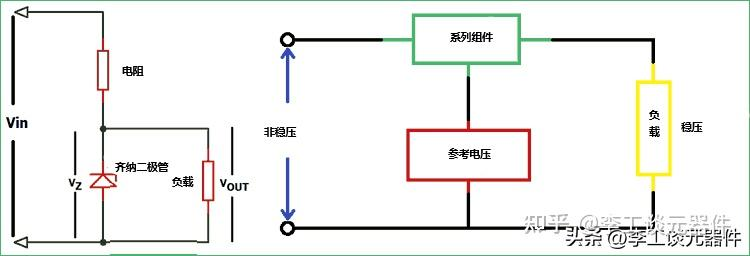 电阻
Vin
齐纳二极管
Vz
负载
VOUT
系列组件
非稳压
参考电压
负载
稳压
知乎 @李工谈元器件
头条 @李工谈元器件